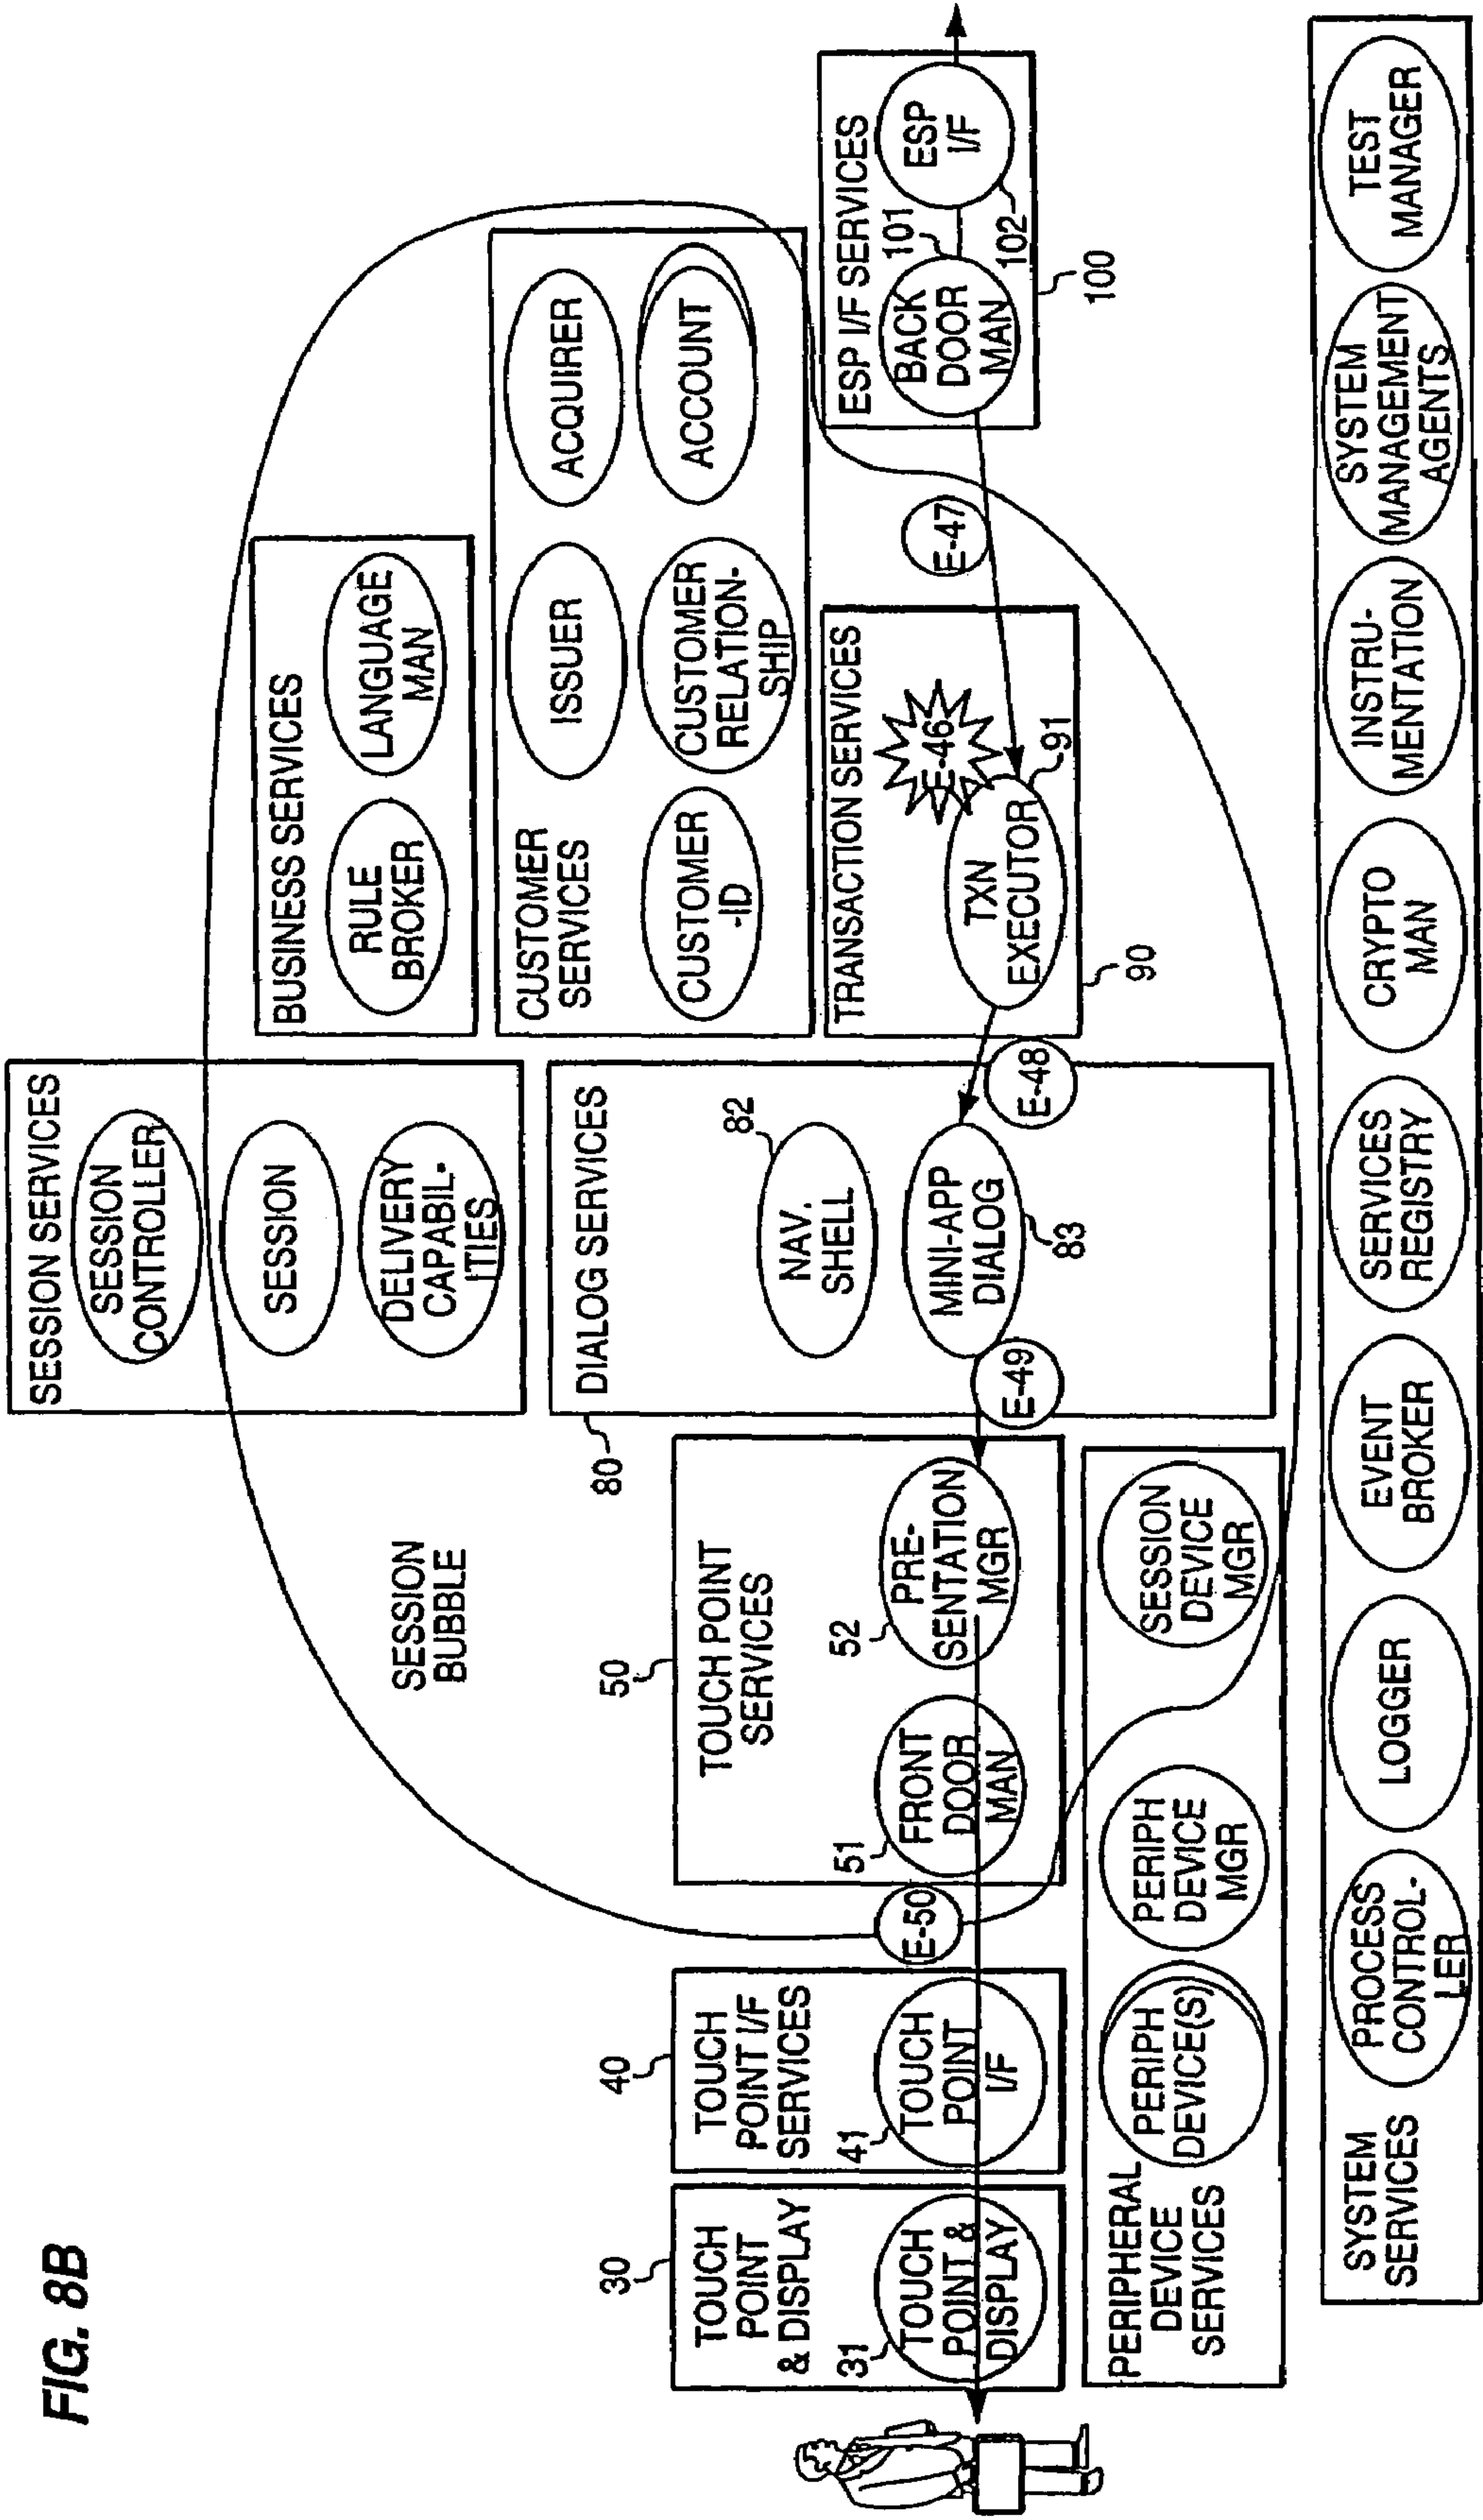 FIG. 8B
SESSION SERVICES
SESSION
CONTROLLER
SESSION
DELIVERY
CAPABIL-
ITIES
SESSION
BUBBLE
BUSINESS SERVICES
RULE
BROKER
LANGUAGE
MAN
CUSTOMER
SERVICES
ISSUER
ACQUIRER
CUSTOMER
-ID
CUSTOMER
RELATION-
SHIP
ACCOUNT
30
TOUCH
POINT
& DISPLAY
31
TOUCH
POINT &
DISPLAY
40
TOUCH
POINT I/F
SERVICES
41
TOUCH
POINT
I/F
E-50
50
TOUCH POINT
SERVICES
51
FRONT
DOOR
MAN
52
PRE-
SENTATION
MGR
80
DIALOG SERVICES
82
NAV.
SHELL
MINI-APP
DIALOG
83
E-49
E-48
TRANSACTION SERVICES
E-46
TXN
EXECUTOR
91
90
E-47
ESP I/F SERVICES
101
BACK
DOOR
MAN
ESP
I/F
102
100
PERIPHERAL
DEVICE
SERVICES
PERIPH
DEVICE(S)
PERIPH
DEVICE
MGR
SESSION
DEVICE
MGR
SYSTEM
SERVICES
PROCESS
CONTROL-
LER
LOGGER
EVENT
BROKER
SERVICES
REGISTRY
CRYPTO
MAN
INSTRU-
MENTATION
SYSTEM
MANAGEMENT
AGENTS
TEST
MANAGER